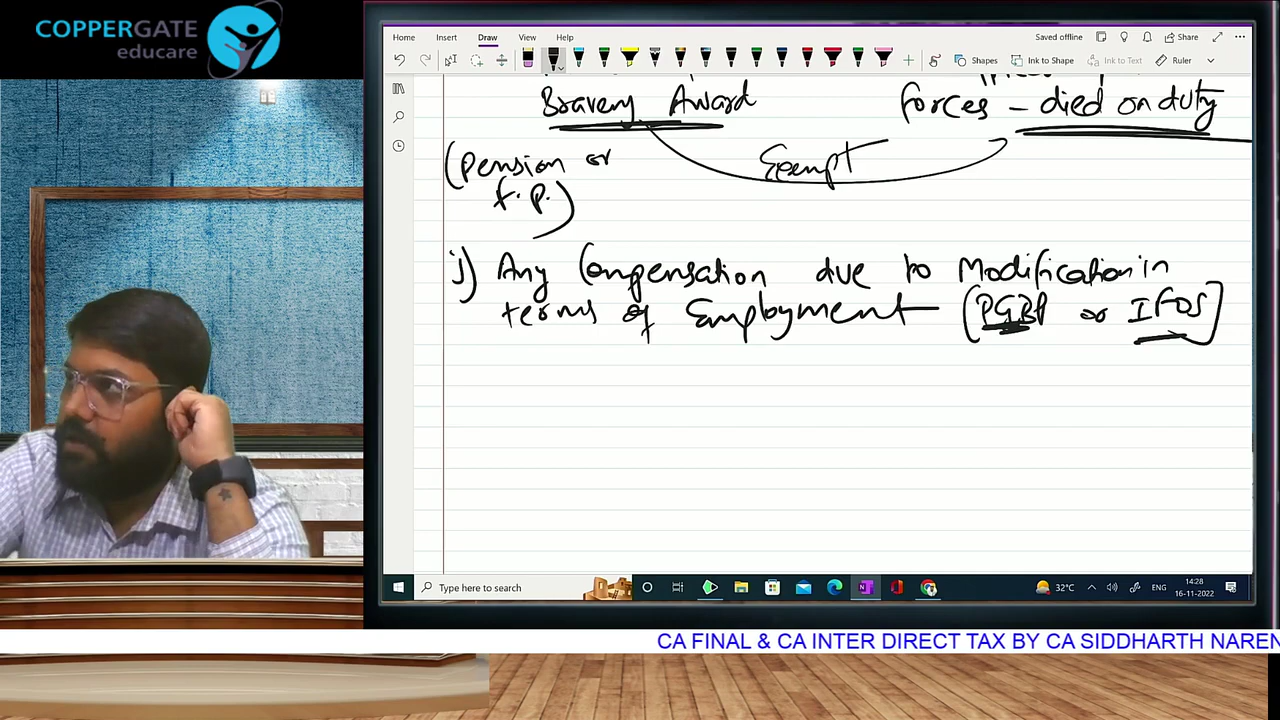 COPPERGATE
educare
Home Insert Draw View Help
Saved offline
Share
Shapes
Ink to Shape
Ink to Text
Ruler
Bravery Award
forces - died on duty
(Pension or
f.p.)
Exempt
j) Any Compensation due to Modification in
terms of Employment (PGBP or IFOS)
Type here to search
32°C
ENG
14:28
16-11-2022
CA FINAL & CA INTER DIRECT TAX BY CA SIDDHARTH NAREN